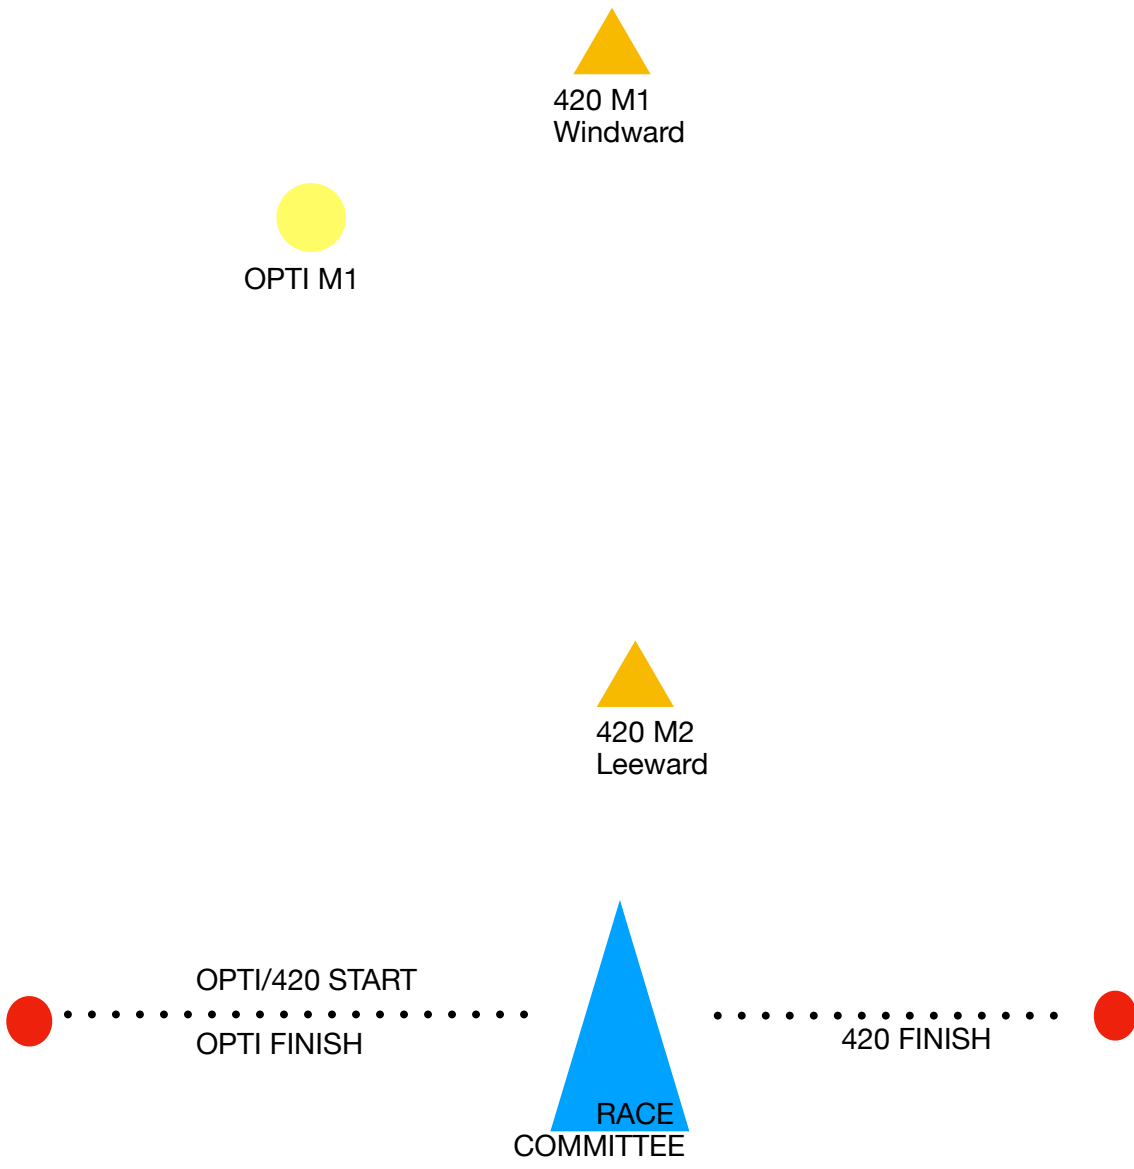 420 M1
Windward
OPTI M1
420 M2
Leeward
OPTI/420 START
OPTI FINISH
420 FINISH
RACE
COMMITTEE